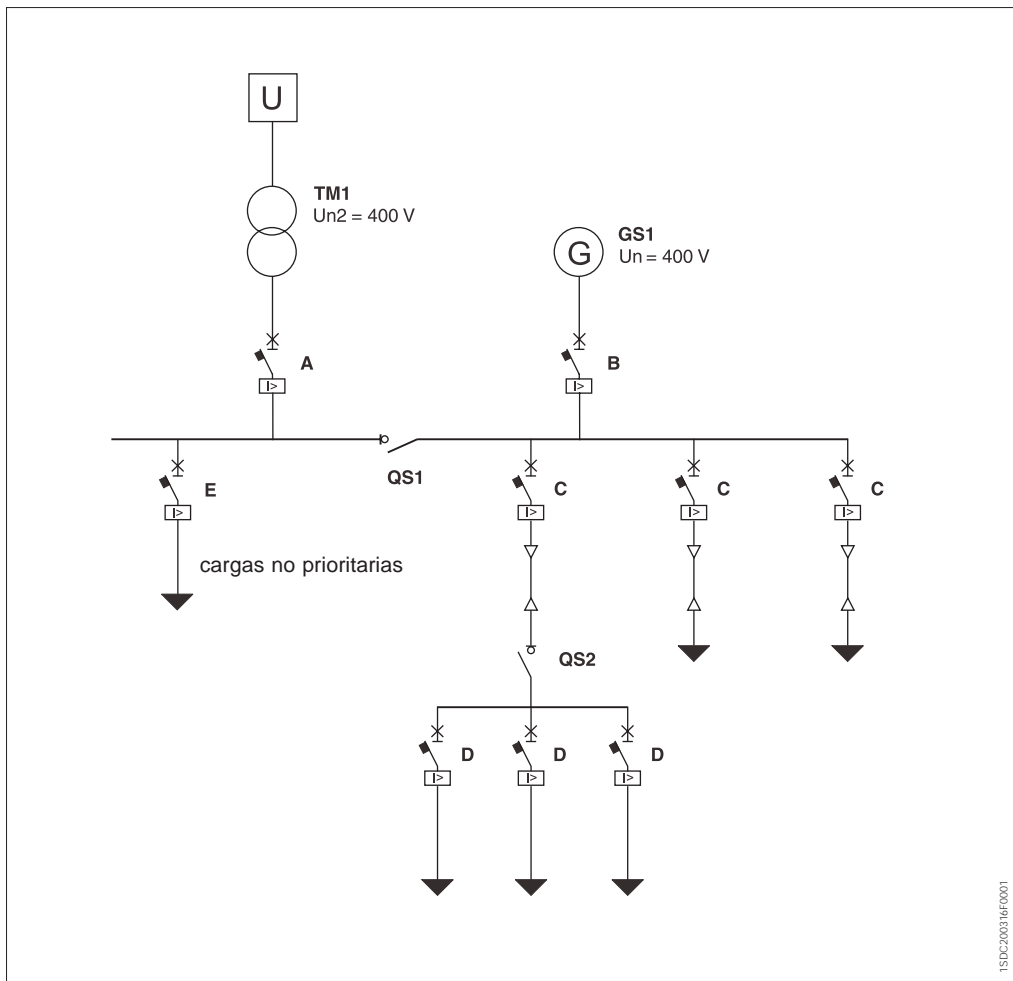 U
TM1
Un2 = 400 V
GS1
G
Un = 400 V
A
B
I>
I>
QS1
E
C
C
C
I>
I>
I>
I>
cargas no prioritarias
QS2
D
D
D
I>
I>
I>
1SDC200316F0001